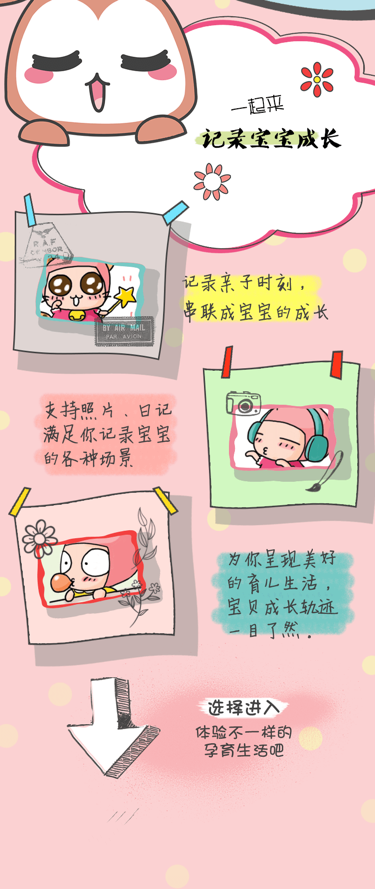 一起来
记录宝宝成长
RAF
CENSOR
BY AIR MAIL
PAR AVION
记录亲子时刻，
串联成宝宝的成长
支持照片、日记
满足你记录宝宝
的各种场景
为你呈现美好
的育儿生活，
宝贝成长轨迹
一目了然。
选择进入
体验不一样的
孕育生活吧